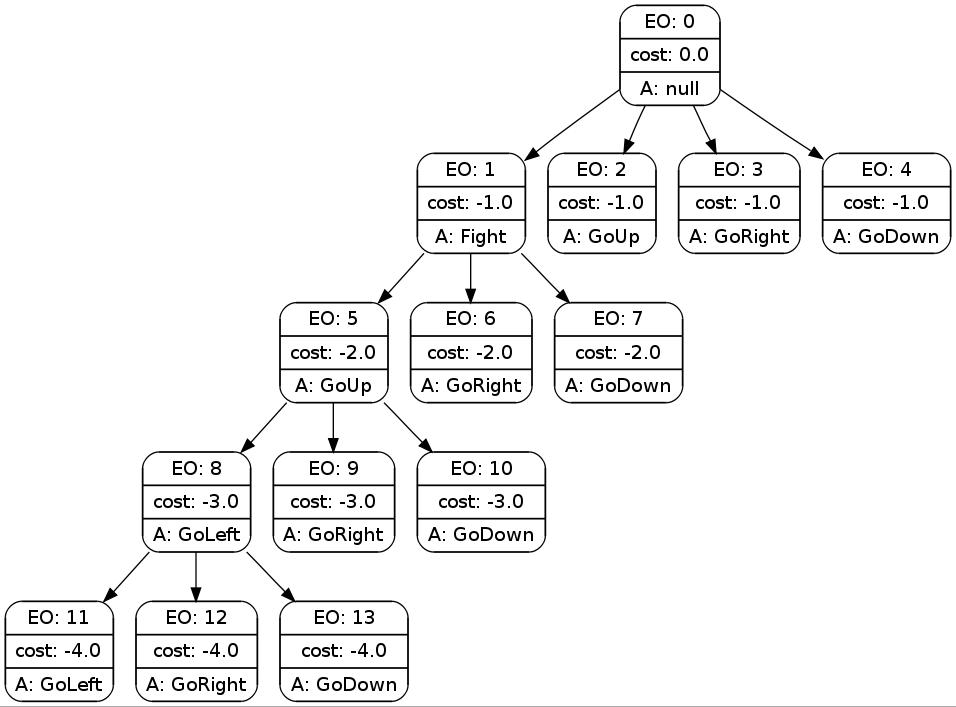 EO: 0
cost: 0.0
A: null
EO: 1
cost: -1.0
A: Fight
EO: 2
cost: -1.0
A: GoUp
EO: 3
cost: -1.0
A: GoRight
EO: 4
cost: -1.0
A: GoDown
EO: 5
cost: -2.0
A: GoUp
EO: 6
cost: -2.0
A: GoRight
EO: 7
cost: -2.0
A: GoDown
EO: 8
cost: -3.0
A: GoLeft
EO: 9
cost: -3.0
A: GoRight
EO: 10
cost: -3.0
A: GoDown
EO: 11
cost: -4.0
A: GoLeft
EO: 12
cost: -4.0
A: GoRight
EO: 13
cost: -4.0
A: GoDown